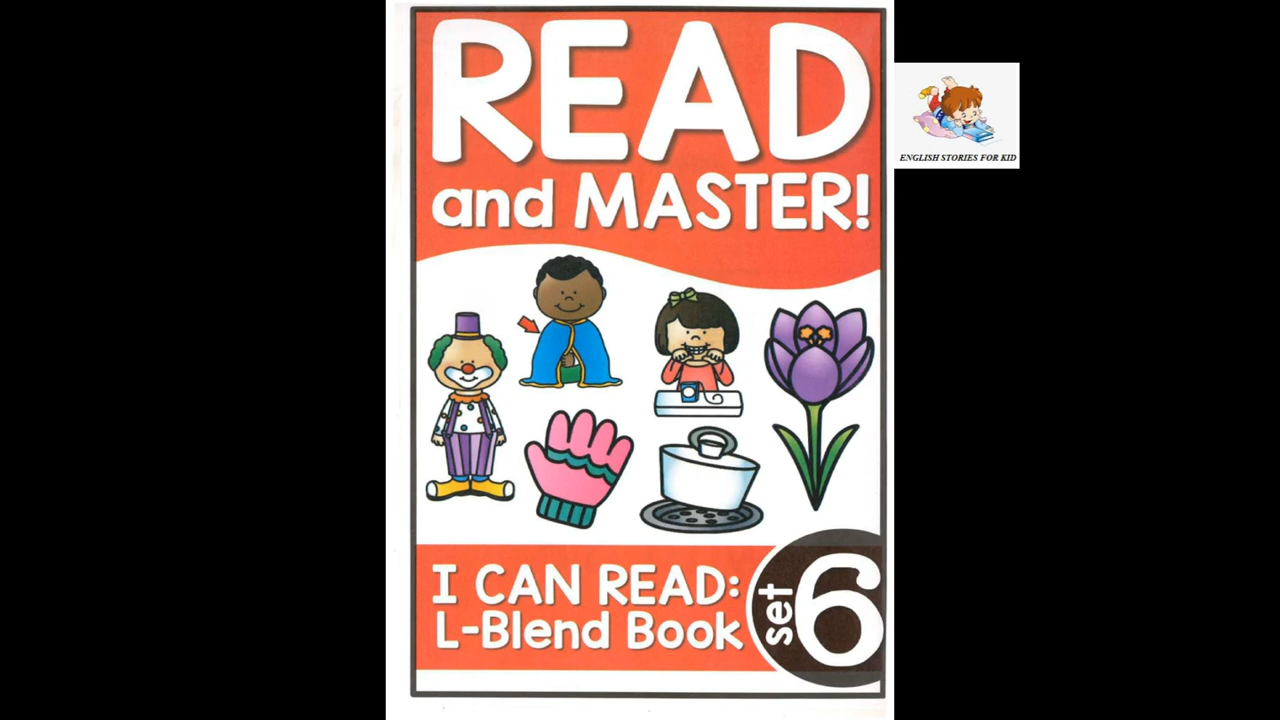 READ
and MASTER!
ENGLISH STORIES FOR KID
I CAN READ:
L-Blend Book
set 6